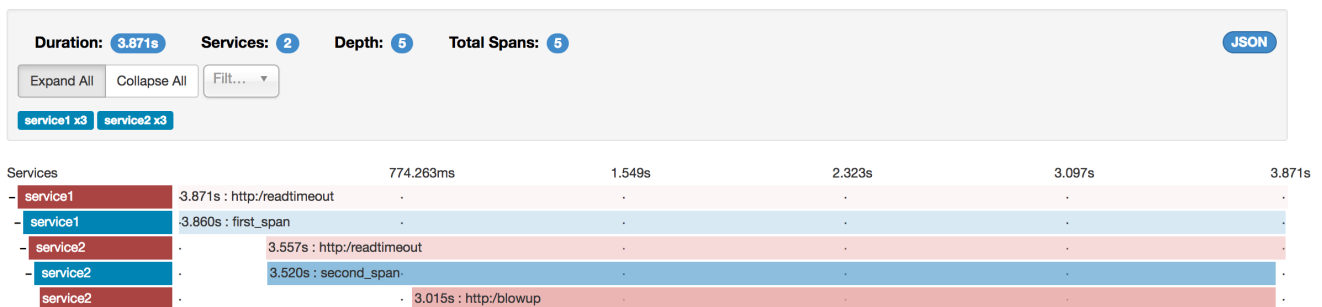 Duration: 3.871s Services: 2 Depth: 5 Total Spans: 5 JSON
Expand All Collapse All Filt...
service1 x3 service2 x3
Services 774.263ms 1.549s 2.323s 3.097s 3.871s
service1 3.871s : http:/readtimeout
service1 3.860s : first_span
service2 3.557s : http:/readtimeout
service2 3.520s : second_span
service2 3.015s : http:/blowup